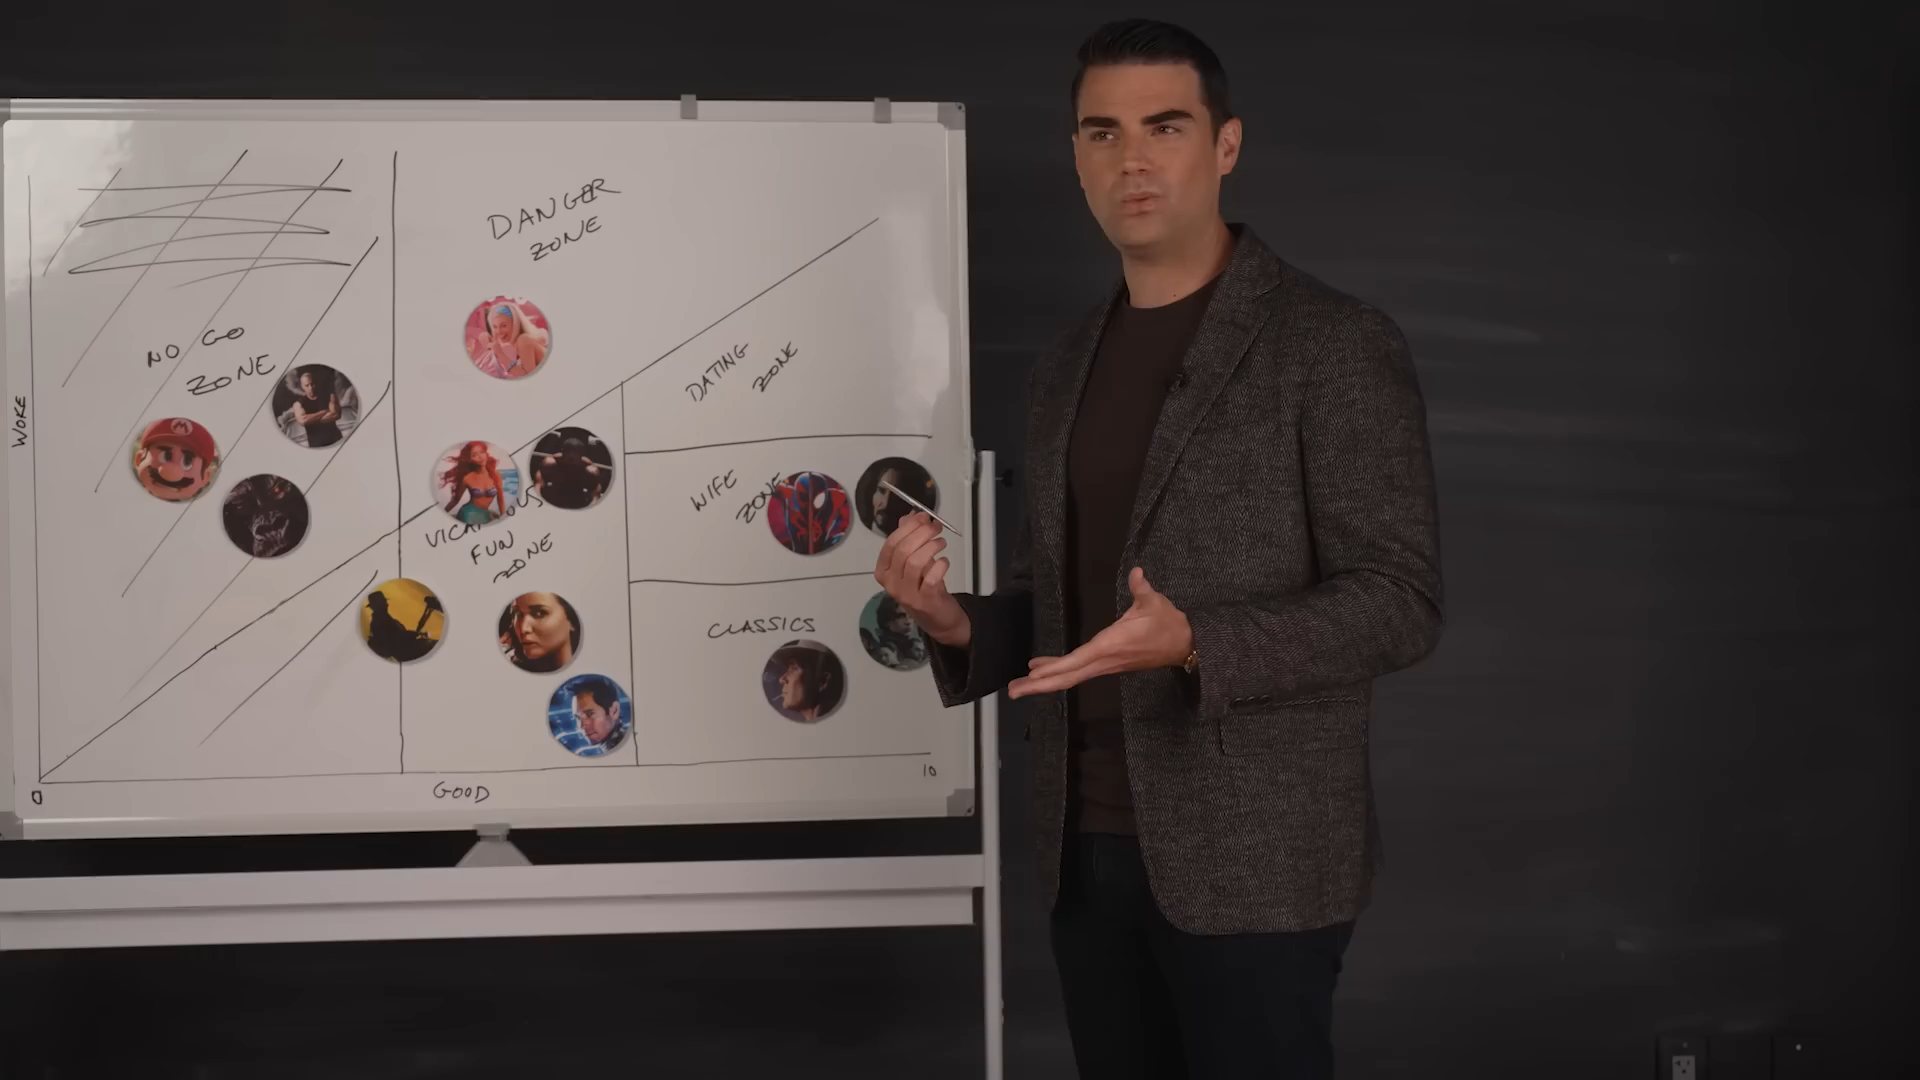 DANGER
ZONE
NO GO
ZONE
DATING
ZONE
WOKE
WIFE
ZONE
FUN
ZONE
CLASSICS
0
GOOD
10
M